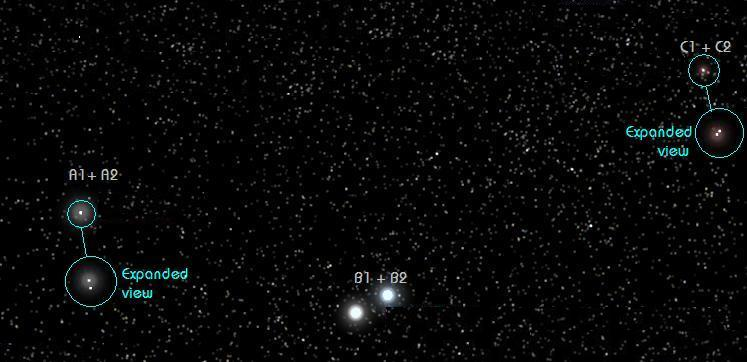 C1 + C2
Expanded
view
A1+ A2
Expanded
view
B1 + B2